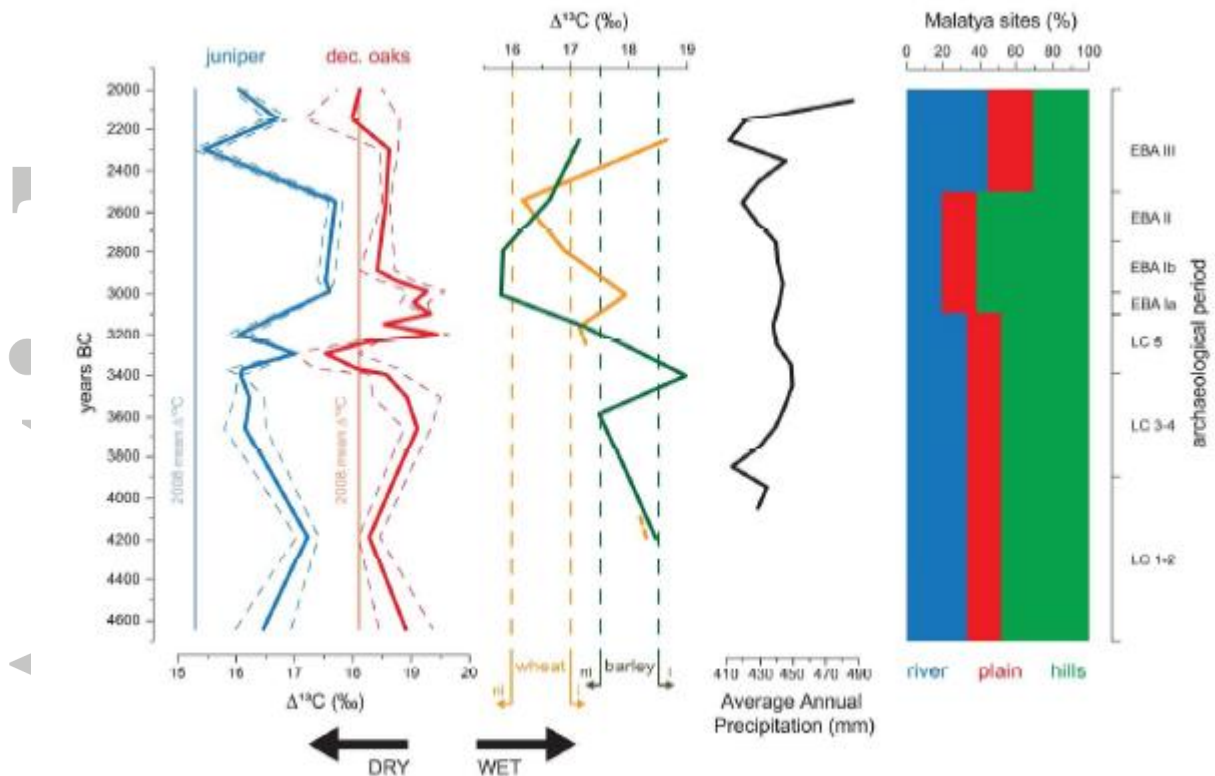 Δ¹³C (‰)
Malatya sites (%)
juniper
dec. oaks
16 17 18 19
0 20 40 60 80 100
2000
2200
2400
2600
2800
3000
3200
3400
3600
3800
4000
4200
4400
4600
years BC
2008 mean Δ¹³C
2008 mean Δ¹³C
EBA III
EBA II
EBA Ib
EBA Ia
LC 5
LC 3-4
LC 1-2
archaeological period
wheat
barley
ni
i
ni
i
15 16 17 18 19 20
Δ¹³C (‰)
410 430 450 470 490
Average Annual
Precipitation (mm)
river plain hills
DRY WET